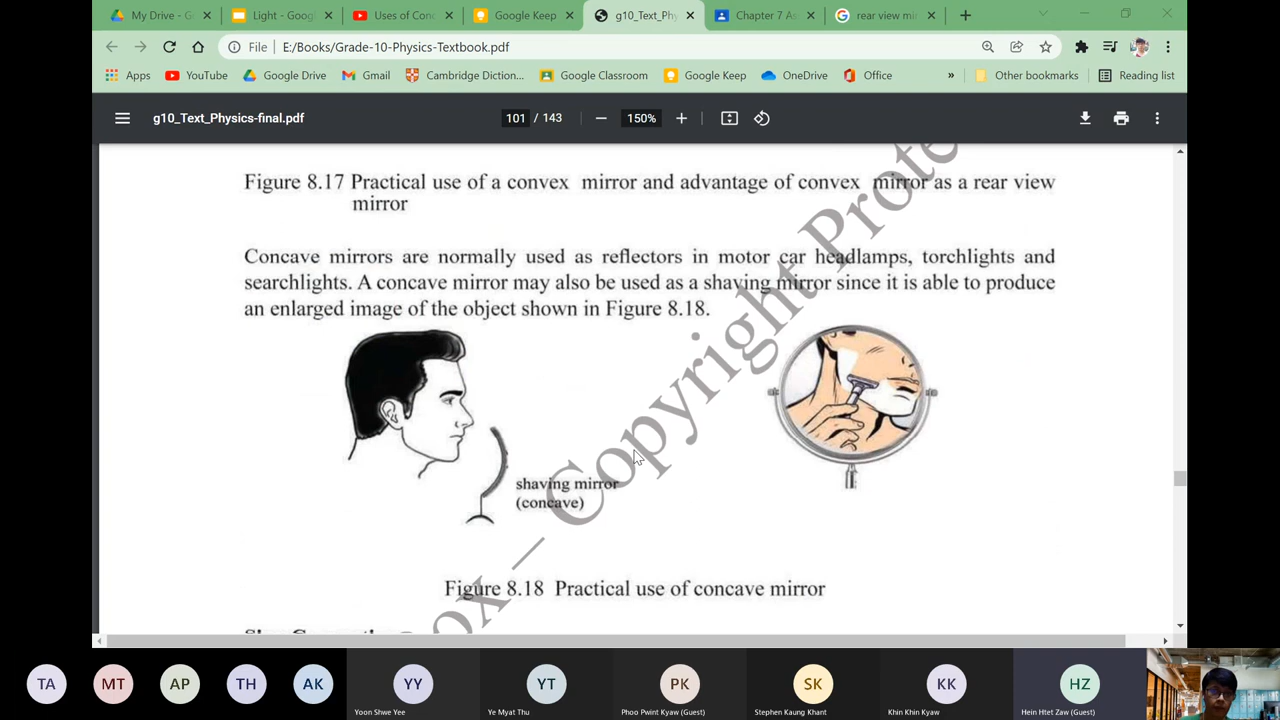 My Drive - G
Light - Goog
Uses of Con
Google Keep
g10_Text_Phy
Chapter 7 As
rear view mi
File
E:/Books/Grade-10-Physics-Textbook.pdf
Apps
YouTube
Google Drive
Gmail
Cambridge Diction...
Google Classroom
Google Keep
OneDrive
Office
»
Other bookmarks
Reading list
g10_Text_Physics-final.pdf
101 / 143
150%
Figure 8.17 Practical use of a convex mirror and advantage of convex mirror as a rear view
mirror
Concave mirrors are normally used as reflectors in motor car headlamps, torchlights and
searchlights. A concave mirror may also be used as a shaving mirror since it is able to produce
an enlarged image of the object shown in Figure 8.18.
shaving mirror
(concave)
Figure 8.18 Practical use of concave mirror
ox – Copyright Prote
TA
MT
AP
TH
AK
YY
Yoon Shwe Yee
YT
Ye Myat Thu
PK
Phoo Pwint Kyaw (Guest)
SK
Stephen Kaung Khant
KK
Khin Khin Kyaw
HZ
Hein Htet Zaw (Guest)